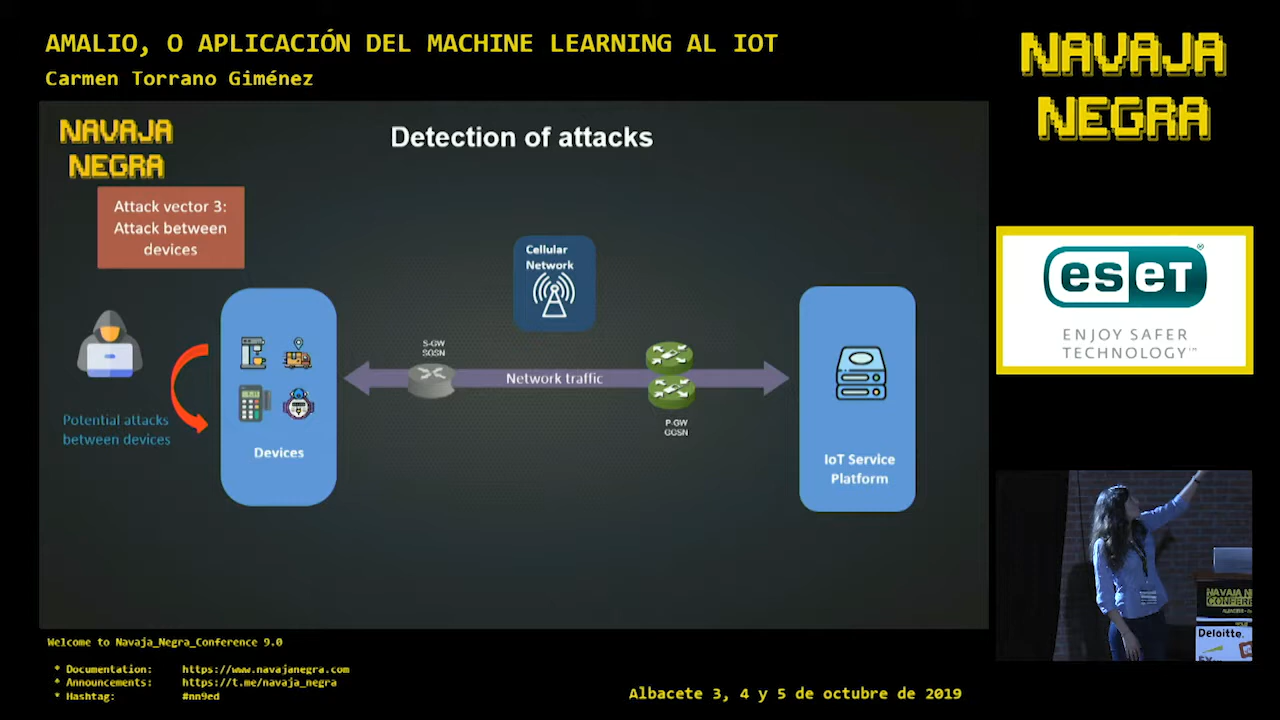 AMALIO, O APLICACIÓN DEL MACHINE LEARNING AL IOT
Carmen Torrano Giménez
NAVAJA
NEGRA
NAVAJA
NEGRA
Detection of attacks
Attack vector 3:
Attack between
devices
Cellular
Network
S-GW
SGSN
Network traffic
P-GW
GGSN
Potential attacks
between devices
Devices
IoT Service
Platform
eseT
®
ENJOY SAFER
TECHNOLOGY™
NAVAJA
Deloitte.
Welcome to Navaja_Negra_Conference 9.0
* Documentation: https://www.navajanegra.com
* Announcements: https://t.me/navaja_negra
* Hashtag: #nn9ed
Albacete 3, 4 y 5 de octubre de 2019